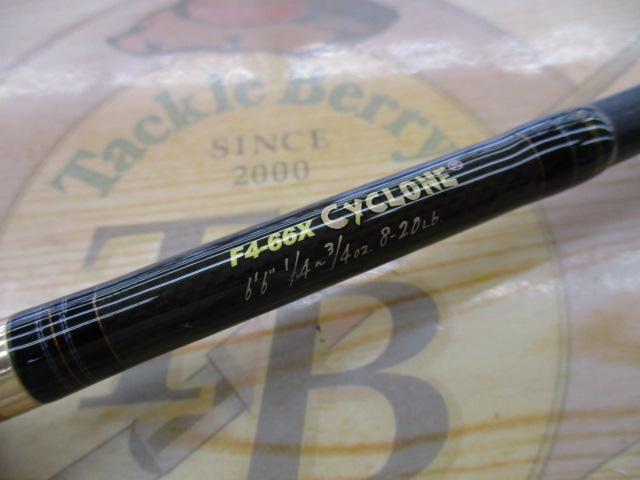 Tackle Berry
SINCE
2000
F4-66X CYCLONE®
6'6" 1/4~3/4oz. 8-20Lb.
TB